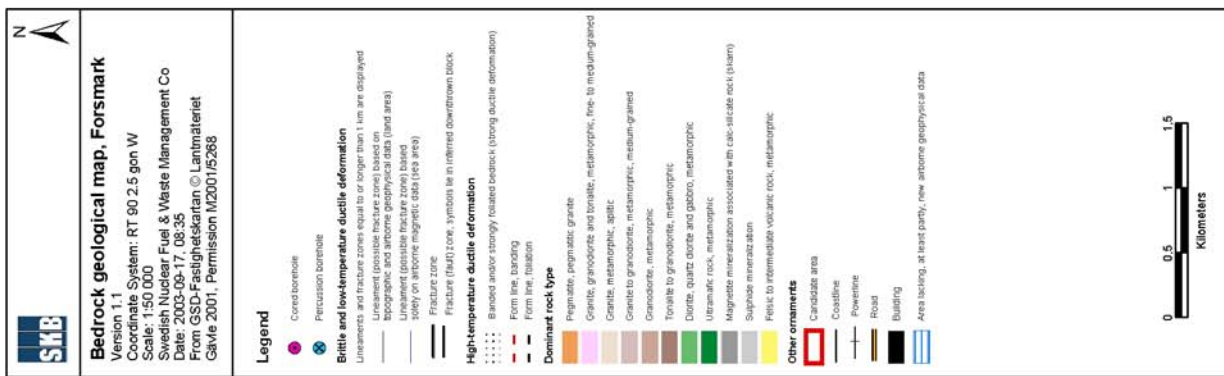 N
SKB
Bedrock geological map, Forsmark
Version 1.1
Coordinate System: RT 90 2.5 gon W
Scale: 1:50 000
Swedish Nuclear Fuel & Waste Management Co
Date: 2003-09-17, 08:35
From GSD-Fastighetskartan © Lantmäteriet
Gävle 2001, Permission M2001/5268
Legend
Cored borehole
Percussion borehole
Brittle and low-temperature ductile deformation
Lineaments and fracture zones equal to or longer than 1 km are displayed
Lineament (possible fracture zone) based on
topographic and airborne geophysical data (land area)
Lineament (possible fracture zone) based
solely on airborne magnetic data (sea area)
Fracture zone
Fracture (fault) zone, symbols lie in inferred downthrown block
High-temperature ductile deformation
Banded and/or strongly foliated bedrock (strong ductile deformation)
Form line, banding
Form line, foliation
Dominant rock type
Pegmatite, pegmatitic granite
Granite, granodiorite and tonalite, metamorphic, fine- to medium-grained
Granite, metamorphic, aplitic
Granite to granodiorite, metamorphic, medium-grained
Granodiorite, metamorphic
Tonalite to granodiorite, metamorphic
Diorite, quartz diorite and gabbro, metamorphic
Ultramafic rock, metamorphic
Magnetite mineralization associated with calc-silicate rock (skarn)
Sulphide mineralization
Felsic to intermediate volcanic rock, metamorphic
Other ornaments
Candidate area
Coastline
Powerline
Road
Building
Area lacking, at least partly, new airborne geophysical data
0 0.5 1 1.5
Kilometers